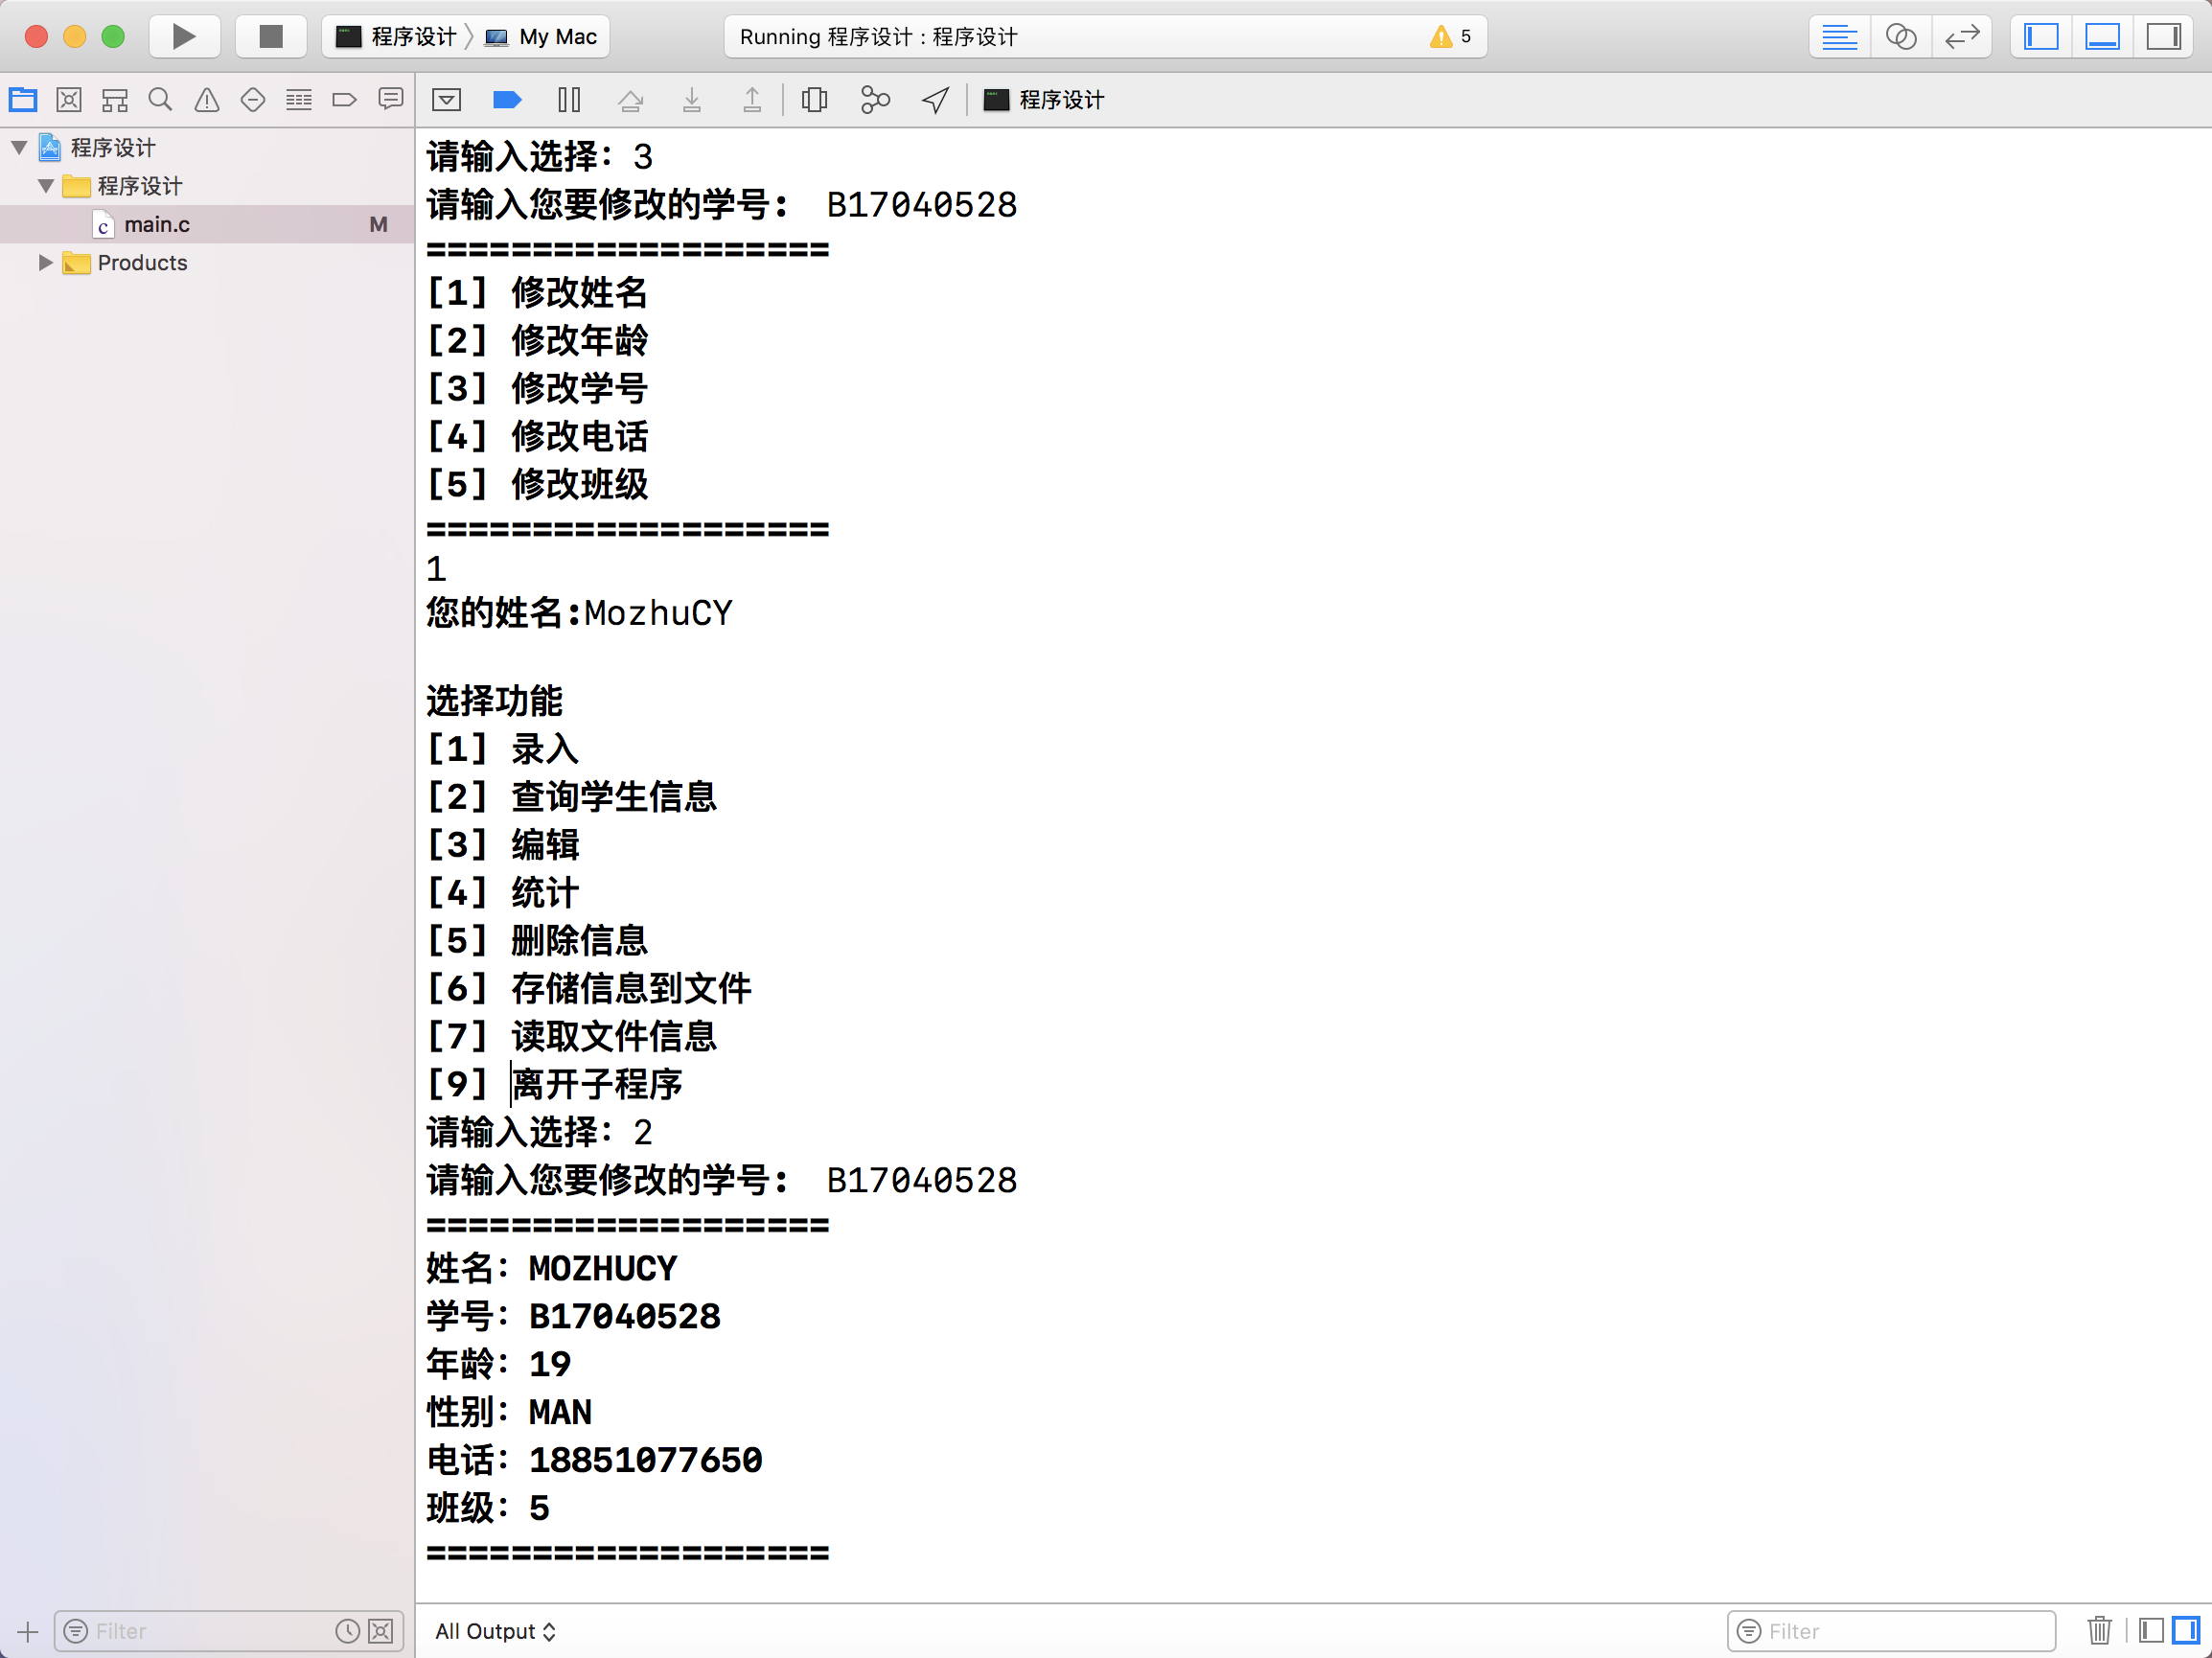 程序设计 My Mac
Running 程序设计 : 程序设计
5
程序设计
程序设计
程序设计
main.c M
Products
请输入选择: 3
请输入您要修改的学号: B17040528
===================
[1] 修改姓名
[2] 修改年龄
[3] 修改学号
[4] 修改电话
[5] 修改班级
===================
1
您的姓名:MozhuCY
选择功能
[1] 录入
[2] 查询学生信息
[3] 编辑
[4] 统计
[5] 删除信息
[6] 存储信息到文件
[7] 读取文件信息
[9] 离开子程序
请输入选择: 2
请输入您要修改的学号: B17040528
===================
姓名: MOZHUCY
学号: B17040528
年龄: 19
性别: MAN
电话: 18851077650
班级: 5
===================
Filter
All Output
Filter